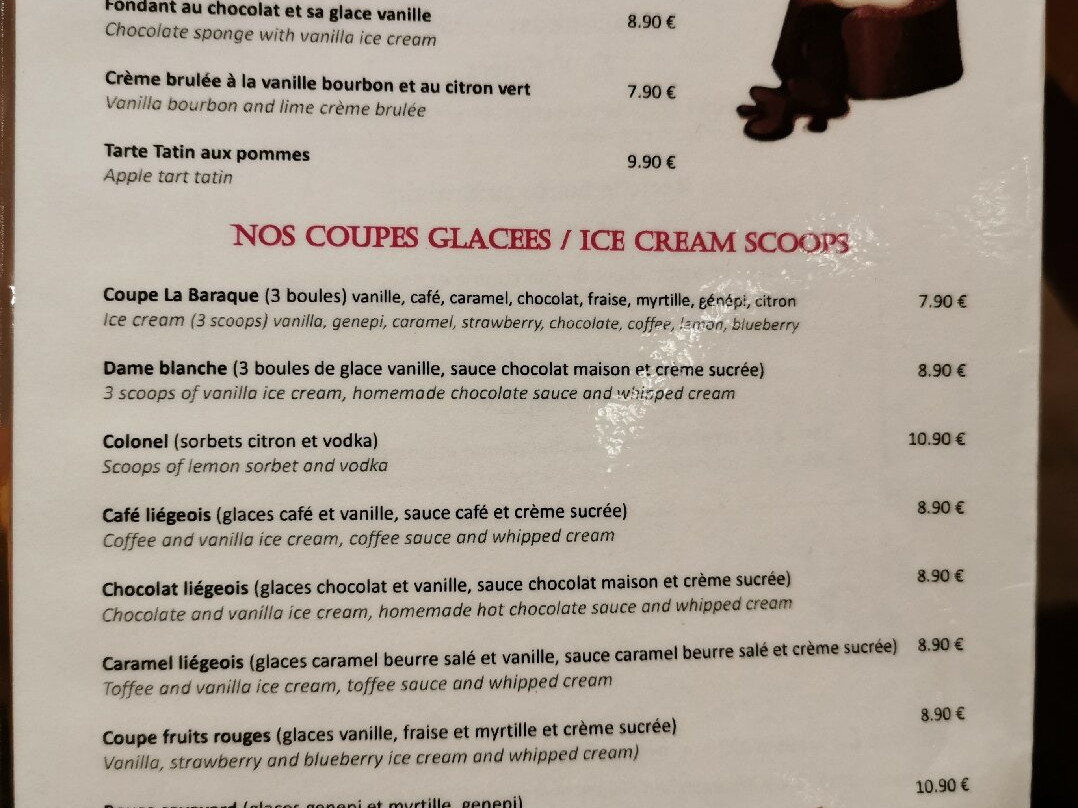 Fondant au chocolat et sa glace vanille 8.90 €
Chocolate sponge with vanilla ice cream
Crème brulée à la vanille bourbon et au citron vert 7.90 €
Vanilla bourbon and lime crème brulée
Tarte Tatin aux pommes 9.90 €
Apple tart tatin
NOS COUPES GLACEES / ICE CREAM SCOOPS
Coupe La Baraque (3 boules) vanille, café, caramel, chocolat, fraise, myrtille, génépi, citron 7.90 €
Ice cream (3 scoops) vanilla, genepi, caramel, strawberry, chocolate, coffee, lemon, blueberry
Dame blanche (3 boules de glace vanille, sauce chocolat maison et crème sucrée) 8.90 €
3 scoops of vanilla ice cream, homemade chocolate sauce and whipped cream
Colonel (sorbets citron et vodka) 10.90 €
Scoops of lemon sorbet and vodka
Café liégeois (glaces café et vanille, sauce café et crème sucrée) 8.90 €
Coffee and vanilla ice cream, coffee sauce and whipped cream
Chocolat liégeois (glaces chocolat et vanille, sauce chocolat maison et crème sucrée) 8.90 €
Chocolate and vanilla ice cream, homemade hot chocolate sauce and whipped cream
Caramel liégeois (glaces caramel beurre salé et vanille, sauce caramel beurre salé et crème sucrée) 8.90 €
Toffee and vanilla ice cream, toffee sauce and whipped cream
Coupe fruits rouges (glaces vanille, fraise et myrtille et crème sucrée) 8.90 €
Vanilla, strawberry and blueberry ice cream and whipped cream)
(glaces genepi et myrtille, genepi) 10.90 €